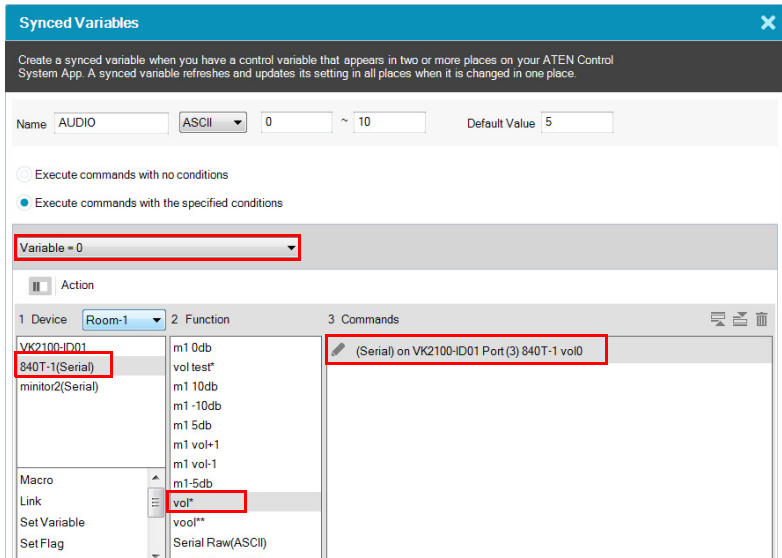 Synced Variables
Create a synced variable when you have a control variable that appears in two or more places on your ATEN Control
System App. A synced variable refreshes and updates its setting in all places when it is changed in one place.
Name AUDIO ASCII 0 ~ 10 Default Value 5
Execute commands with no conditions
Execute commands with the specified conditions
Variable = 0
Action
1 Device Room-1 2 Function 3 Commands
VK2100-ID01 m1 0db (Serial) on VK2100-ID01 Port (3) 840T-1 vol0
840T-1(Serial) vol test*
minitor2(Serial) m1 10db
m1 -10db
m1 5db
m1 vol+1
m1 vol-1
Macro m1-5db
Link vol*
Set Variable vool**
Set Flag Serial Raw(ASCII)